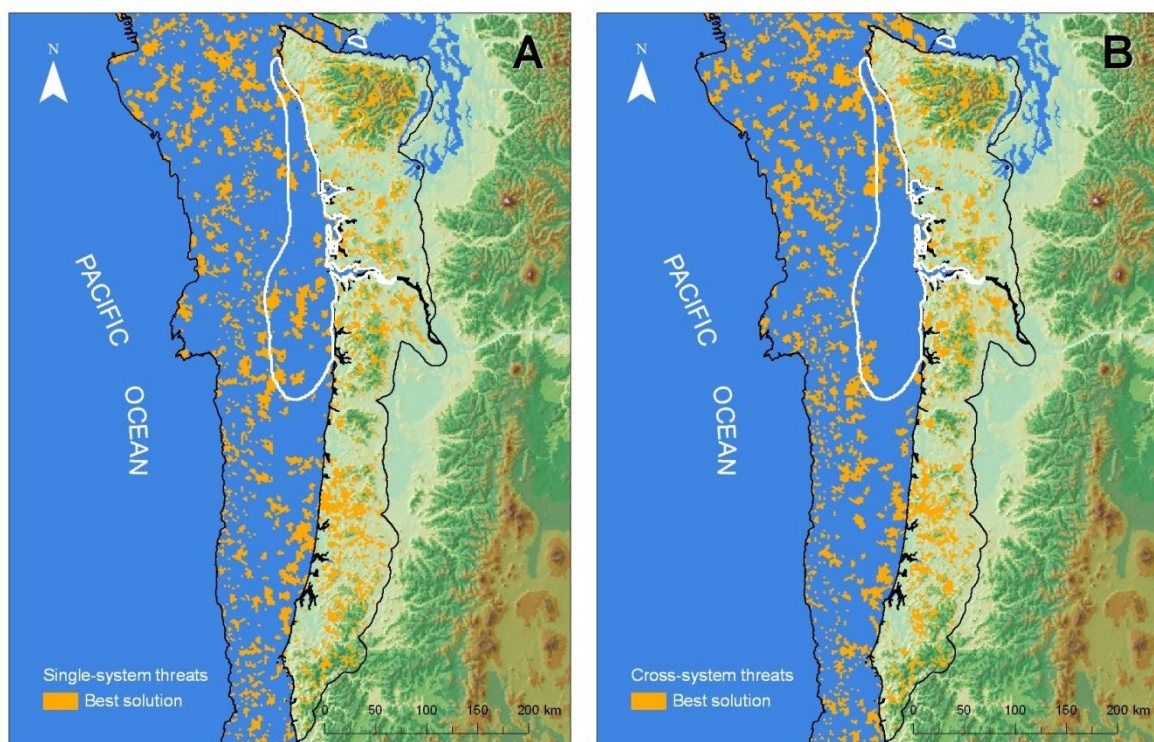 N
A
PACIFIC
OCEAN
Single-system threats
Best solution
0 50 100 150 200 km
N
B
PACIFIC
OCEAN
Cross-system threats
Best solution
0 50 100 150 200 km